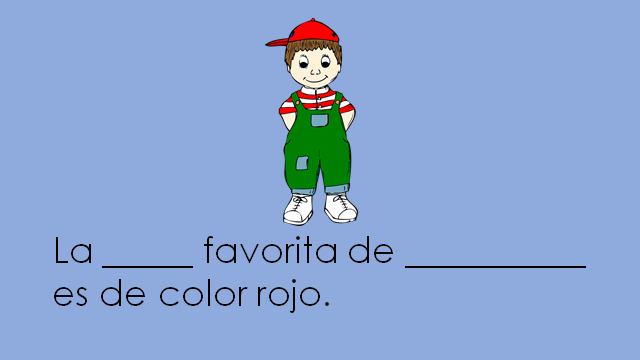 La _____ favorita de __________
es de color rojo.